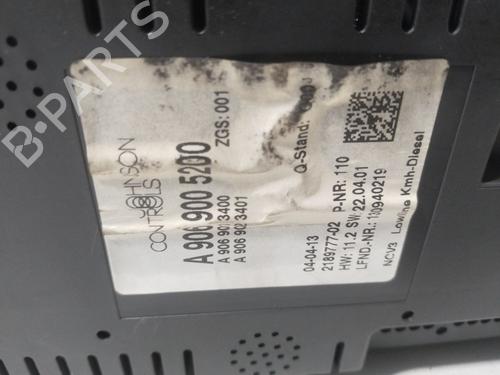 JOHNSON
CONTROLS
A 906 900 5200
ZGS: 001
A 906 902 3400
A 906 902 3401
Q-Stand:
04-04-13
2189777-02 P-NR: 110
HW: 11.2 SW: 22.04.01
LFND.-NR.: 130940219
NCV3 Lowline Kmh-Diesel
B-PARTS